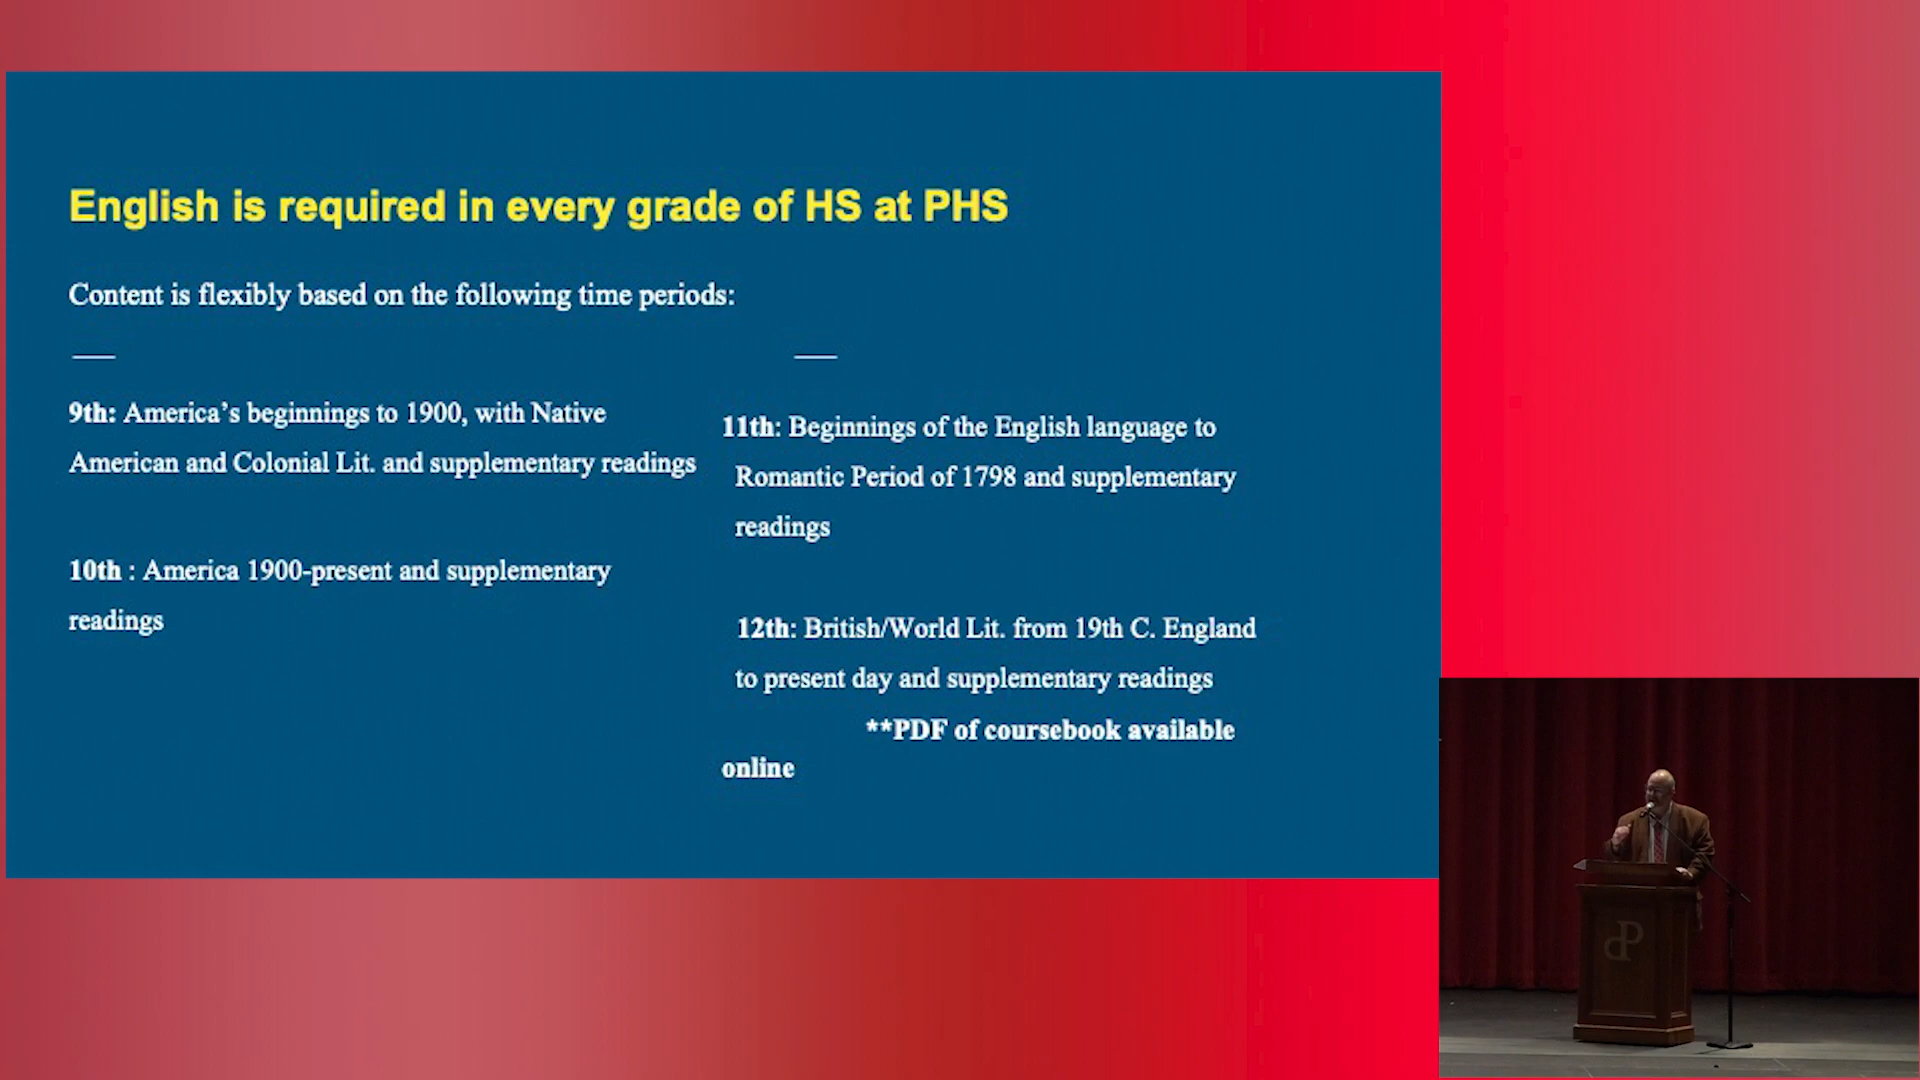 English is required in every grade of HS at PHS
Content is flexibly based on the following time periods:
9th: America's beginnings to 1900, with Native
American and Colonial Lit. and supplementary readings
10th : America 1900-present and supplementary
readings
11th: Beginnings of the English language to
Romantic Period of 1798 and supplementary
readings
12th: British/World Lit. from 19th C. England
to present day and supplementary readings
**PDF of coursebook available
online